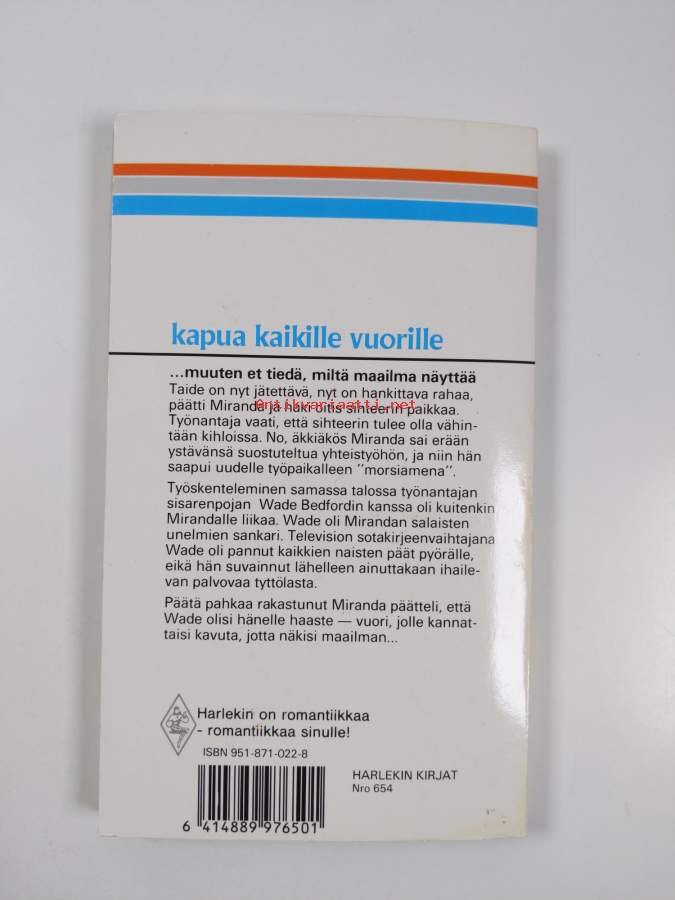 kapua kaikille vuorille
...muuten et tiedä, miltä maailma näyttää
Taide on nyt jätettävä, nyt on hankittava rahaa,
päätti Miranda ja haki oitis sihteerin paikkaa.
Antikvariaatti.net
Työnantaja vaati, että sihteerin tulee olla vähin-
tään kihloissa. No, äkkiäkös Miranda sai erään
ystävänsä suostuteltua yhteistyöhön, ja niin hän
saapui uudelle työpaikalleen "morsiamena".
Työskenteleminen samassa talossa työnantajan
sisarenpojan Wade Bedfordin kanssa oli kuitenkin
Mirandalle liikaa. Wade oli Mirandan salaisten
unelmien sankari. Television sotakirjeenvaihtajana
Wade oli pannut kaikkien naisten päät pyörälle,
eikä hän suvainnut lähelleen ainuttakaan ihaile-
van palvovaa tyttölasta.
Päätä pahkaa rakastunut Miranda päätteli, että
Wade olisi hänelle haaste — vuori, jolle kannat-
taisi kavuta, jotta näkisi maailman...
Harlekin on romantiikkaa
- romantiikkaa sinulle!
ISBN 951-871-022-8
HARLEKIN KIRJAT
Nro 654
6 414889 976501